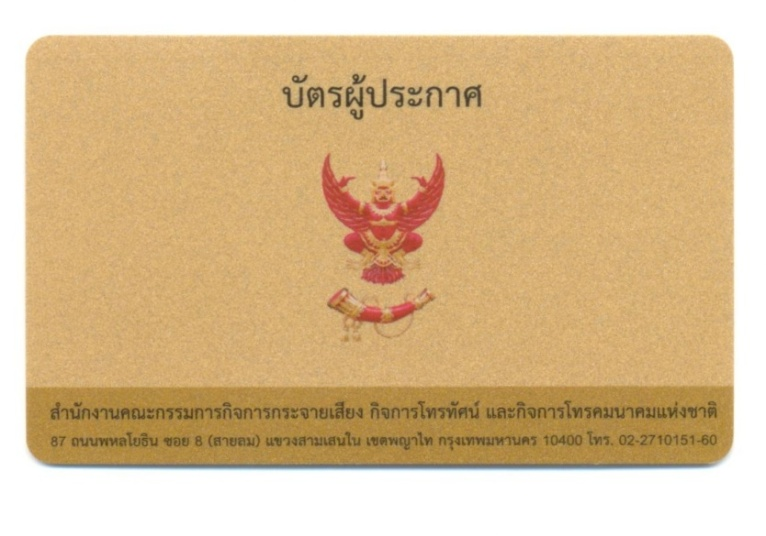 บัตรผู้ประกาศ
สำนักงานคณะกรรมการกิจการกระจายเสียง กิจการโทรทัศน์ และกิจการโทรคมนาคมแห่งชาติ
87 ถนนพหลโยธิน ซอย 8 (สายลม) แขวงสามเสนใน เขตพญาไท กรุงเทพมหานคร 10400 โทร. 02-2710151-60